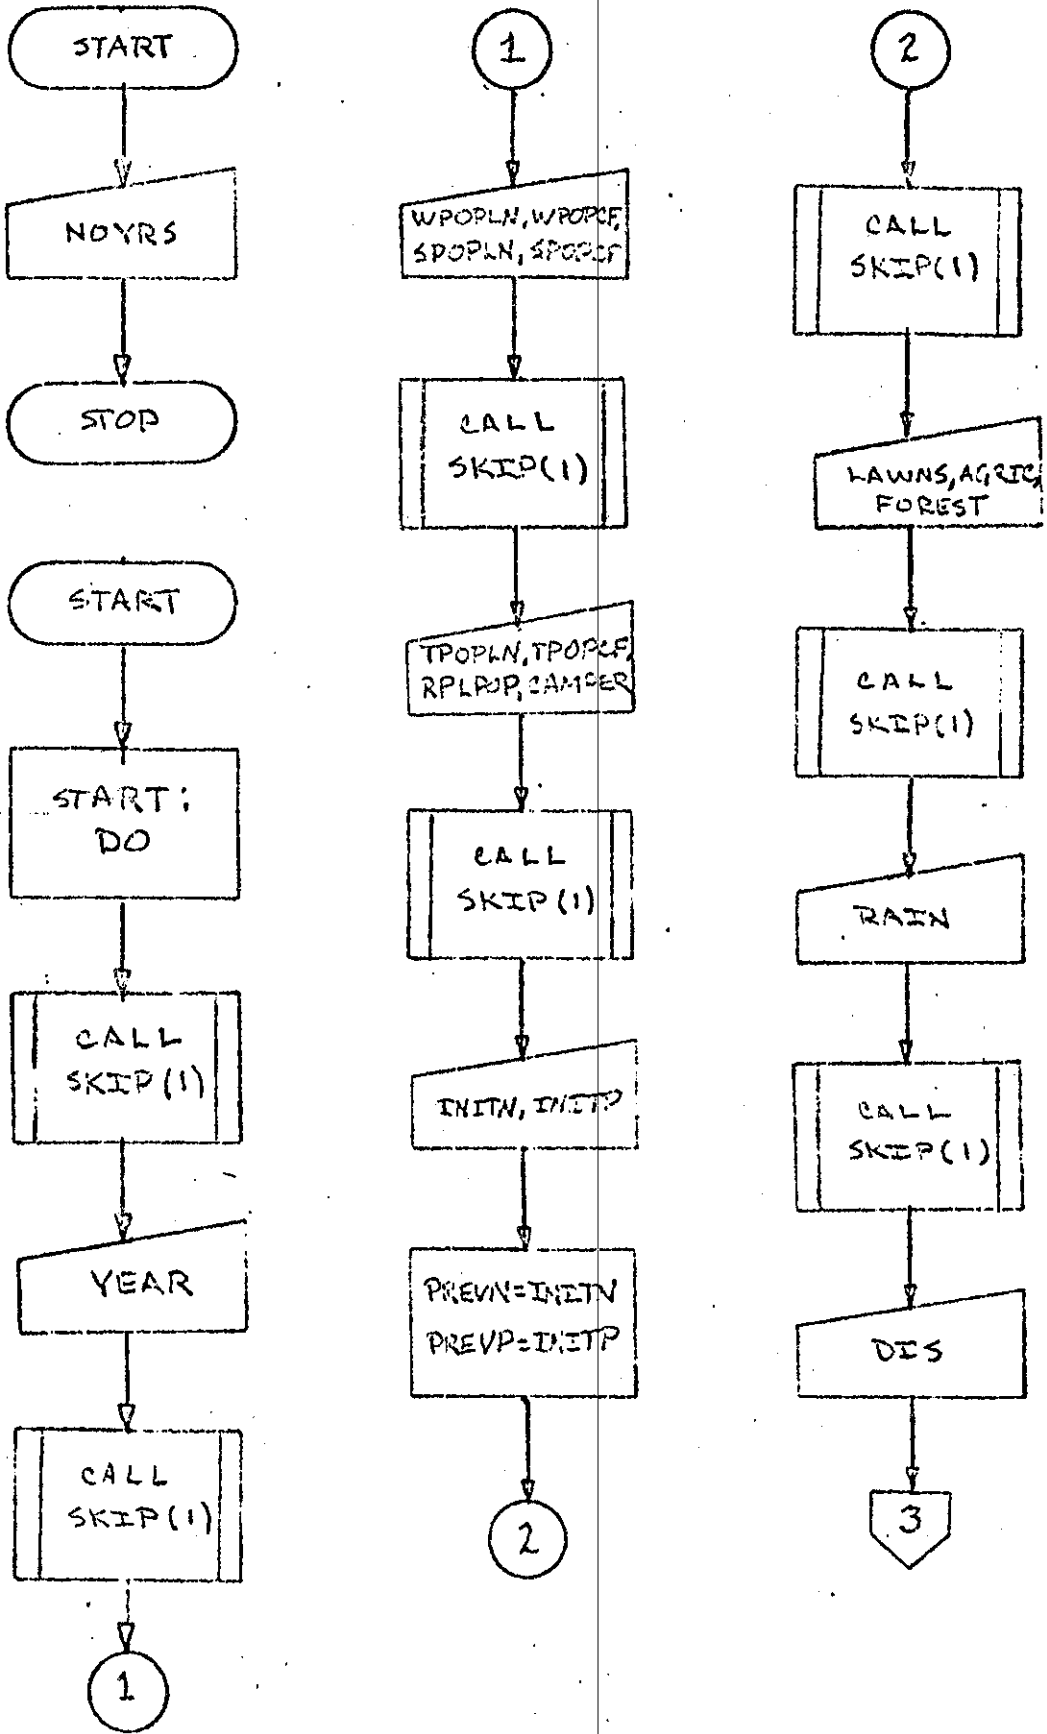 START
NOYRS
STOP
START
START:
DO
CALL
SKIP(1)
YEAR
CALL
SKIP(1)
1
1
WPOPLN, WPOPCF,
SPOPLN, SPOPCF
CALL
SKIP(1)
TPOPLN, TPOPCF,
RPLPOP, CAMPER
CALL
SKIP(1)
INITN, INITP
PREVN=INITN
PREVP=INITP
2
2
CALL
SKIP(1)
LAWNS, AGRIC,
FOREST
CALL
SKIP(1)
RAIN
CALL
SKIP(1)
DIS
3